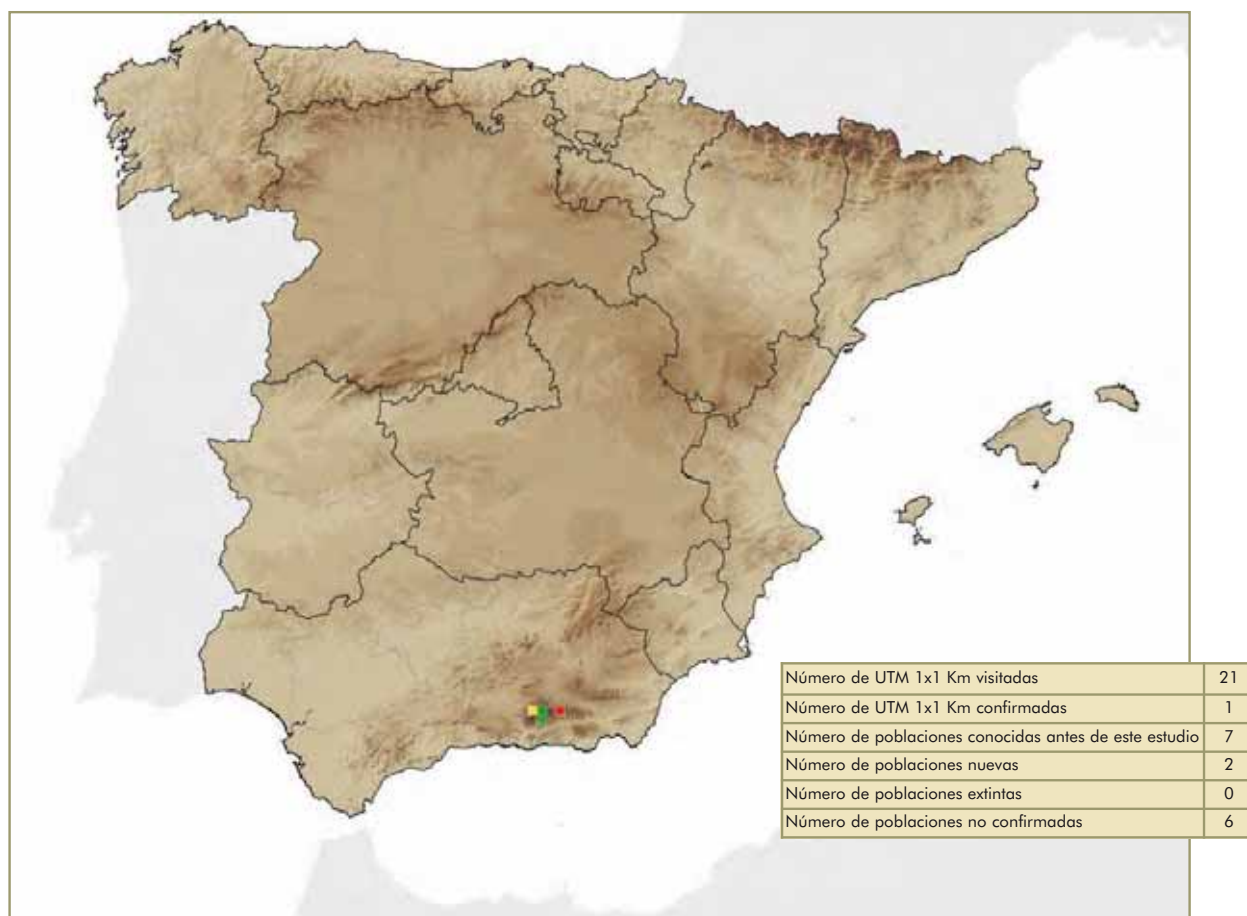 Número de UTM 1x1 Km visitadas 21
Número de UTM 1x1 Km confirmadas 1
Número de poblaciones conocidas antes de este estudio 7
Número de poblaciones nuevas 2
Número de poblaciones extintas 0
Número de poblaciones no confirmadas 6